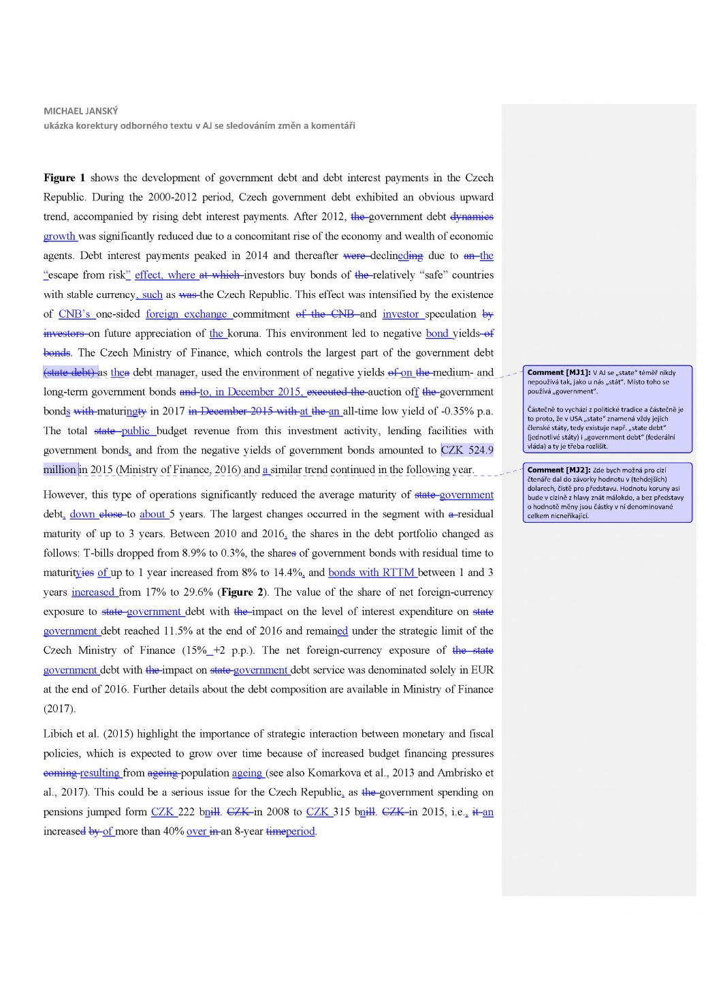 MICHAEL JANSKÝ
ukázka korektury odborného textu v AJ se sledováním změn a komentáři
Figure 1 shows the development of government debt and debt interest payments in the Czech
Republic. During the 2000-2012 period, Czech government debt exhibited an obvious upward
trend, accompanied by rising debt interest payments. After 2012, the government debt dynamics
growth was significantly reduced due to a concomitant rise of the economy and wealth of economic
agents. Debt interest payments peaked in 2014 and thereafter were declineding due to an the
“escape from risk” effect, where at which investors buy bonds of the relatively “safe” countries
with stable currency, such as was the Czech Republic. This effect was intensified by the existence
of CNB’s one-sided foreign exchange commitment of the CNB and investor speculation by
investors on future appreciation of the koruna. This environment led to negative bond yields of
bonds. The Czech Ministry of Finance, which controls the largest part of the government debt
(state debt) as thea debt manager, used the environment of negative yields of on the medium- and
long-term government bonds and to, in December 2015, executed the auction off the government
bonds with maturingty in 2017 in December 2015 with at the an all-time low yield of -0.35% p.a.
The total state public budget revenue from this investment activity, lending facilities with
government bonds, and from the negative yields of government bonds amounted to CZK 524.9
million in 2015 (Ministry of Finance, 2016) and a similar trend continued in the following year.
However, this type of operations significantly reduced the average maturity of state government
debt, down close to about 5 years. The largest changes occurred in the segment with a residual
maturity of up to 3 years. Between 2010 and 2016, the shares in the debt portfolio changed as
follows: T-bills dropped from 8.9% to 0.3%, the shares of government bonds with residual time to
maturityies of up to 1 year increased from 8% to 14.4%, and bonds with RTTM between 1 and 3
years increased from 17% to 29.6% (Figure 2). The value of the share of net foreign-currency
exposure to state government debt with the impact on the level of interest expenditure on state
government debt reached 11.5% at the end of 2016 and remained under the strategic limit of the
Czech Ministry of Finance (15% +2 p.p.). The net foreign-currency exposure of the state
government debt with the impact on state government debt service was denominated solely in EUR
at the end of 2016. Further details about the debt composition are available in Ministry of Finance
(2017).
Libich et al. (2015) highlight the importance of strategic interaction between monetary and fiscal
policies, which is expected to grow over time because of increased budget financing pressures
coming resulting from ageing population ageing (see also Komarkova et al., 2013 and Ambrisko et
al., 2017). This could be a serious issue for the Czech Republic, as the government spending on
pensions jumped form CZK 222 bnill. CZK in 2008 to CZK 315 bnill. CZK in 2015, i.e., it an
increased by of more than 40% over in an 8-year timeperiod.
Comment [MJ1]: V AJ se „state“ téměř nikdy
nepoužívá tak, jako u nás „stát“. Místo toho se
používá „government“.
Částečně to vychází z politické tradice a částečně je
to proto, že v USA „state“ znamená vždy jejich
členské státy, tedy existuje např. „state debt“
(jednotlivé státy) i „government debt“ (federální
vláda) a ty je třeba rozlišit.
Comment [MJ2]: Zde bych možná pro cizí
čtenáře dal do závorky hodnotu v (tehdejších)
dolarech, čistě pro představu. Hodnotu koruny asi
bude v cizině z hlavy znát málokdo, a bez představy
o hodnotě měny jsou částky v ní denominované
celkem nicneříkající.